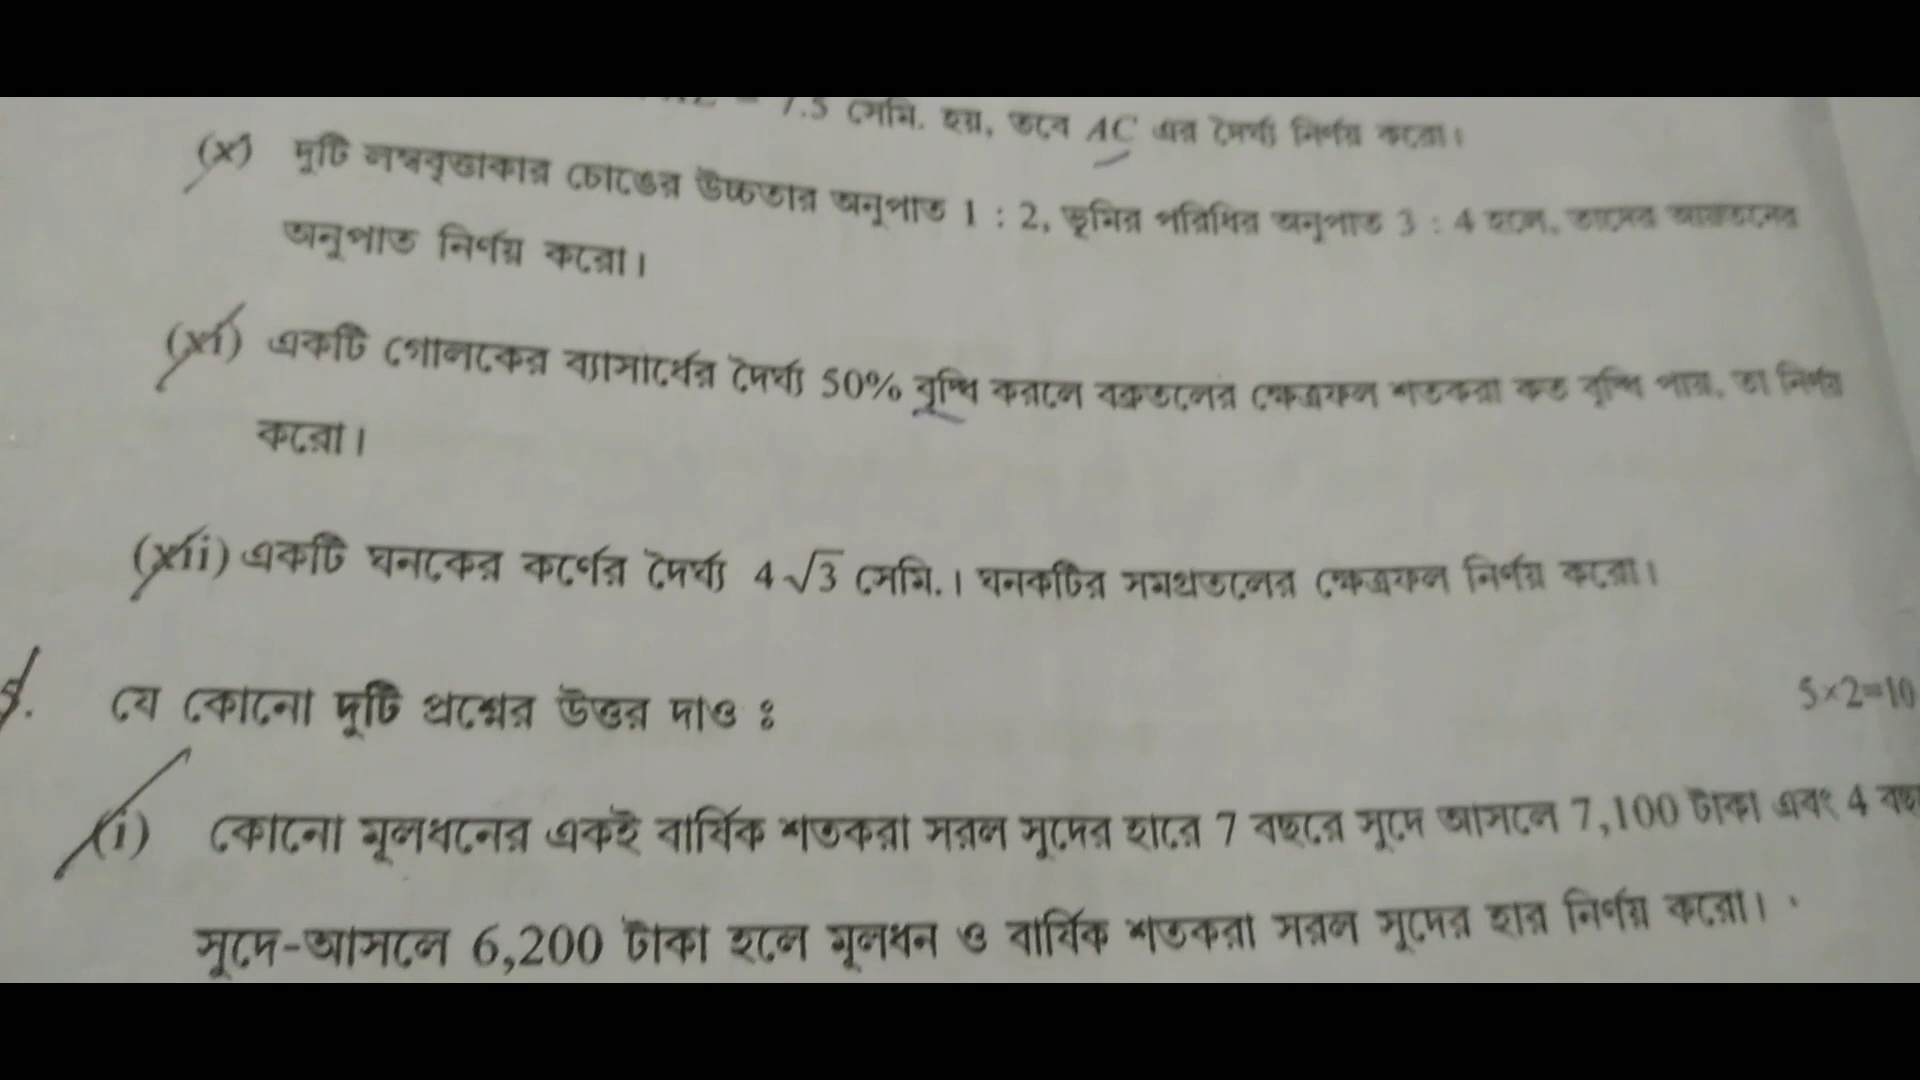 7.5 সেমি. হয়, তবে AC এর দৈর্ঘ্য নির্ণয় করো।
(x) দুটি লম্ববৃত্তাকার চোঙের উচ্চতার অনুপাত 1 : 2, ভূমির পরিধির অনুপাত 3 : 4 হলে, তাদের আয়তনের
অনুপাত নির্ণয় করো।
(xi) একটি গোলকের ব্যাসার্ধের দৈর্ঘ্য 50% বৃদ্ধি করলে বক্রতলের ক্ষেত্রফল শতকরা কত বৃদ্ধি পায়, তা নির্ণয়
করো।
(xii) একটি ঘনকের কর্ণের দৈর্ঘ্য 4√3 সেমি.। ঘনকটির সমগ্রতলের ক্ষেত্রফল নির্ণয় করো।
যে কোনো দুটি প্রশ্নের উত্তর দাও : 5×2=10
(i) কোনো মূলধনের একই বার্ষিক শতকরা সরল সুদের হারে 7 বছরে সুদে আসলে 7,100 টাকা এবং 4
সুদে-আসলে 6,200 টাকা হলে মূলধন ও বার্ষিক শতকরা সরল সুদের হার নির্ণয় করো।